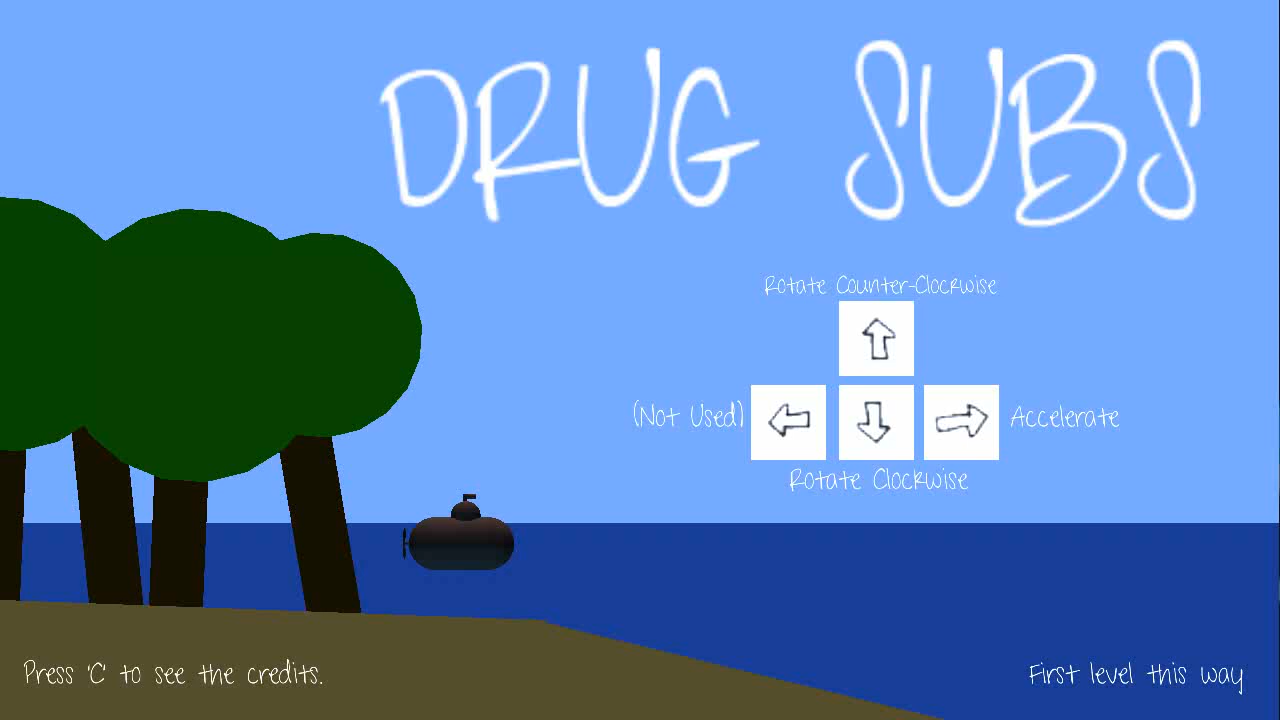 DRUG SUBS
Rotate Counter-Clockwise
(Not Used)
Accelerate
Rotate Clockwise
Press 'C' to see the credits.
First level this way